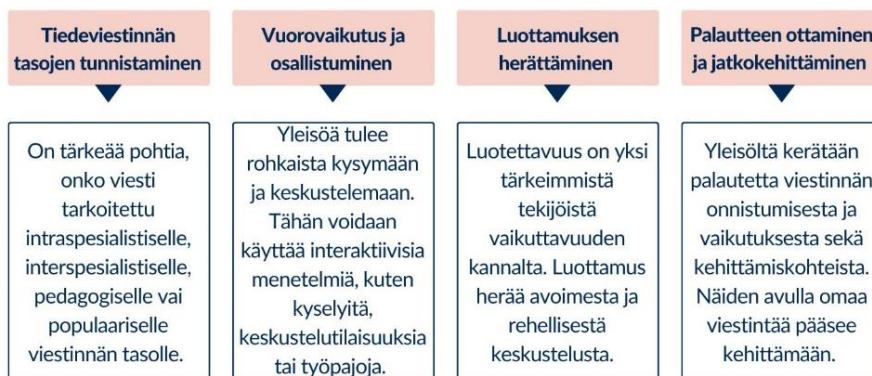 Tiedeviestinnän
tasojen tunnistaminen
On tärkeää pohtia,
onko viesti
tarkoitettu
intraspesialistiselle,
interspesialistiselle,
pedagogiselle vai
populaariselle
viestinnän tasolle.
Vuorovaikutus ja
osallistuminen
Yleisöä tulee
rohkaista kysymään
ja keskustelemaan.
Tähän voidaan
käyttää interaktiivisia
menetelmiä, kuten
kyselyitä,
keskustelutilaisuuksia
tai työpajoja.
Luottamuksen
herättäminen
Luotettavuus on yksi
tärkeimmistä
tekijöistä
vaikuttavuuden
kannalta. Luottamus
herää avoimesta ja
rehellisestä
keskustelusta.
Palautteen ottaminen
ja jatkokehittäminen
Yleisöltä kerätään
palautetta viestinnän
onnistumisesta ja
vaikutuksesta sekä
kehittämiskohteista.
Näiden avulla omaa
viestintää pääsee
kehittämään.